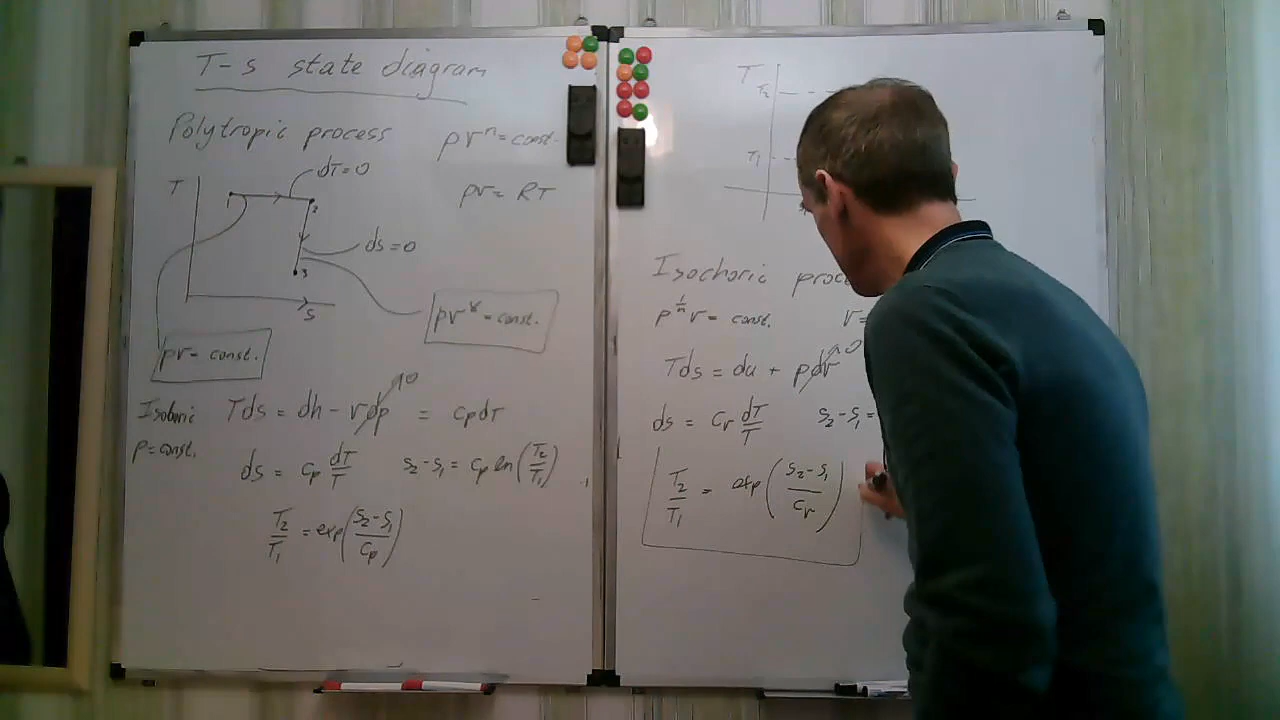 T-s state diagram
Polytropic process
pvⁿ = const.
pv = RT
T
dT=0
2
ds=0
3
s
pv = const.
pvᵏ = const.
Isobaric
p=const.
Tds = dh - vdp → 0 = cₚdT
ds = cₚ dT/T
s₂-s₁ = cₚ ln(T₂/T₁)
T₂/T₁ = exp((s₂-s₁)/cₚ)
T
T₂
T₁
Isochoric
p^(1/n) v = const.
v=
Tds = du + pdv → 0
ds = cᵥ dT/T
s₂-s₁ =
T₂/T₁ = exp((s₂-s₁)/cᵥ)